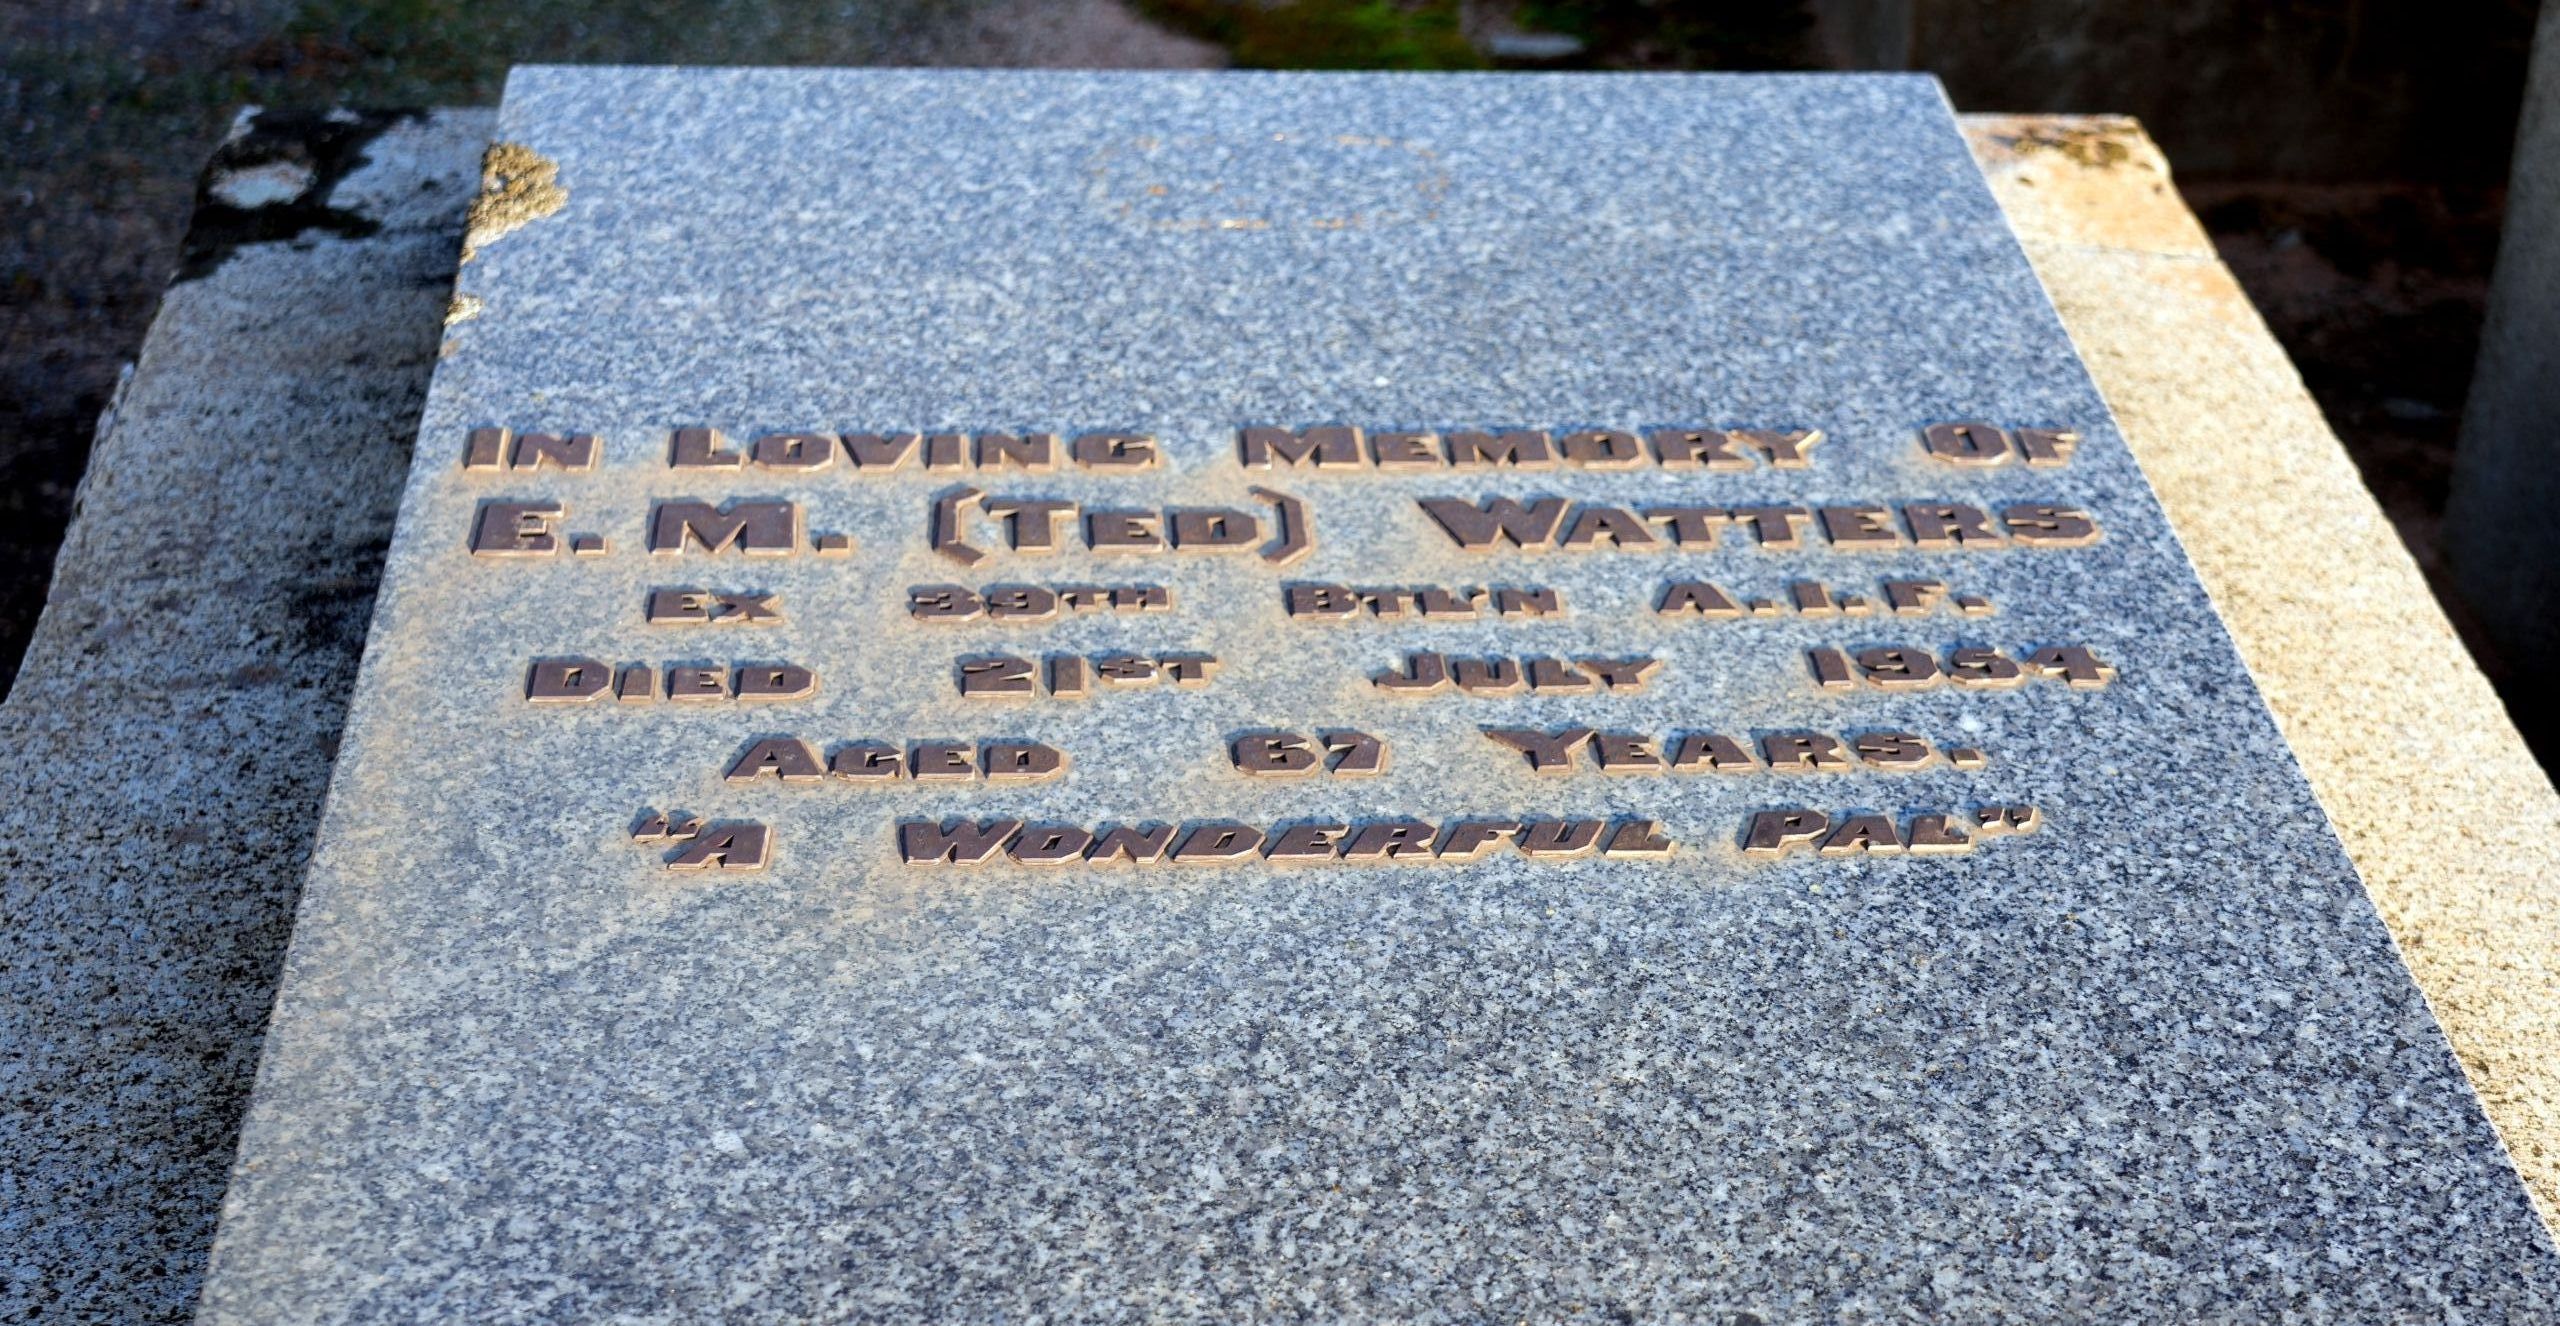 In Loving Memory Of
E. M. (Ted) Watters
Ex 39th Btl'n A.I.F.
Died 21st July 1954
Aged 67 Years.
"A Wonderful Pal"